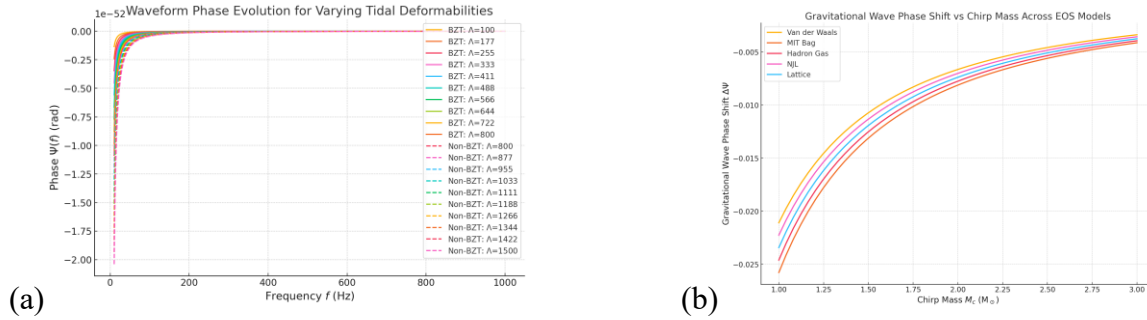 Waveform Phase Evolution for Varying Tidal Deformabilities
1e−52
0.00
−0.25
−0.50
−0.75
−1.00
−1.25
−1.50
−1.75
−2.00
Phase Ψ(f) (rad)
BZT: Λ=100
BZT: Λ=177
BZT: Λ=255
BZT: Λ=333
BZT: Λ=411
BZT: Λ=488
BZT: Λ=566
BZT: Λ=644
BZT: Λ=722
BZT: Λ=800
Non-BZT: Λ=800
Non-BZT: Λ=877
Non-BZT: Λ=955
Non-BZT: Λ=1033
Non-BZT: Λ=1111
Non-BZT: Λ=1188
Non-BZT: Λ=1266
Non-BZT: Λ=1344
Non-BZT: Λ=1422
Non-BZT: Λ=1500
0 200 400 600 800 1000
Frequency f (Hz)
(a)
Gravitational Wave Phase Shift vs Chirp Mass Across EOS Models
Van der Waals
MIT Bag
Hadron Gas
NJL
Lattice
−0.005
−0.010
−0.015
−0.020
−0.025
Gravitational Wave Phase Shift ΔΨ
1.00 1.25 1.50 1.75 2.00 2.25 2.50 2.75 3.00
Chirp Mass Mc (M⊙)
(b)